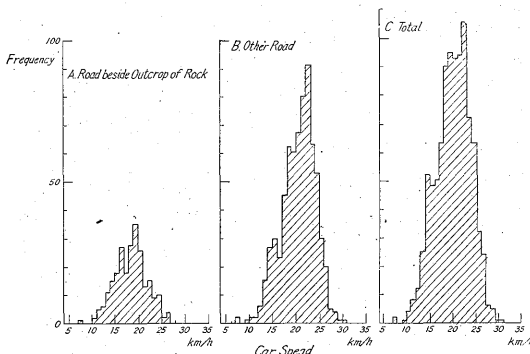 100
Frequency
A. Road beside Outcrop of Rock
B. Other Road
C Total
50
0
5 10 15 20 25 30 35
5 10 15 20 25 30 35
5 10 15 20 25 30 35
km/h
km/h
km/h
Car Speed